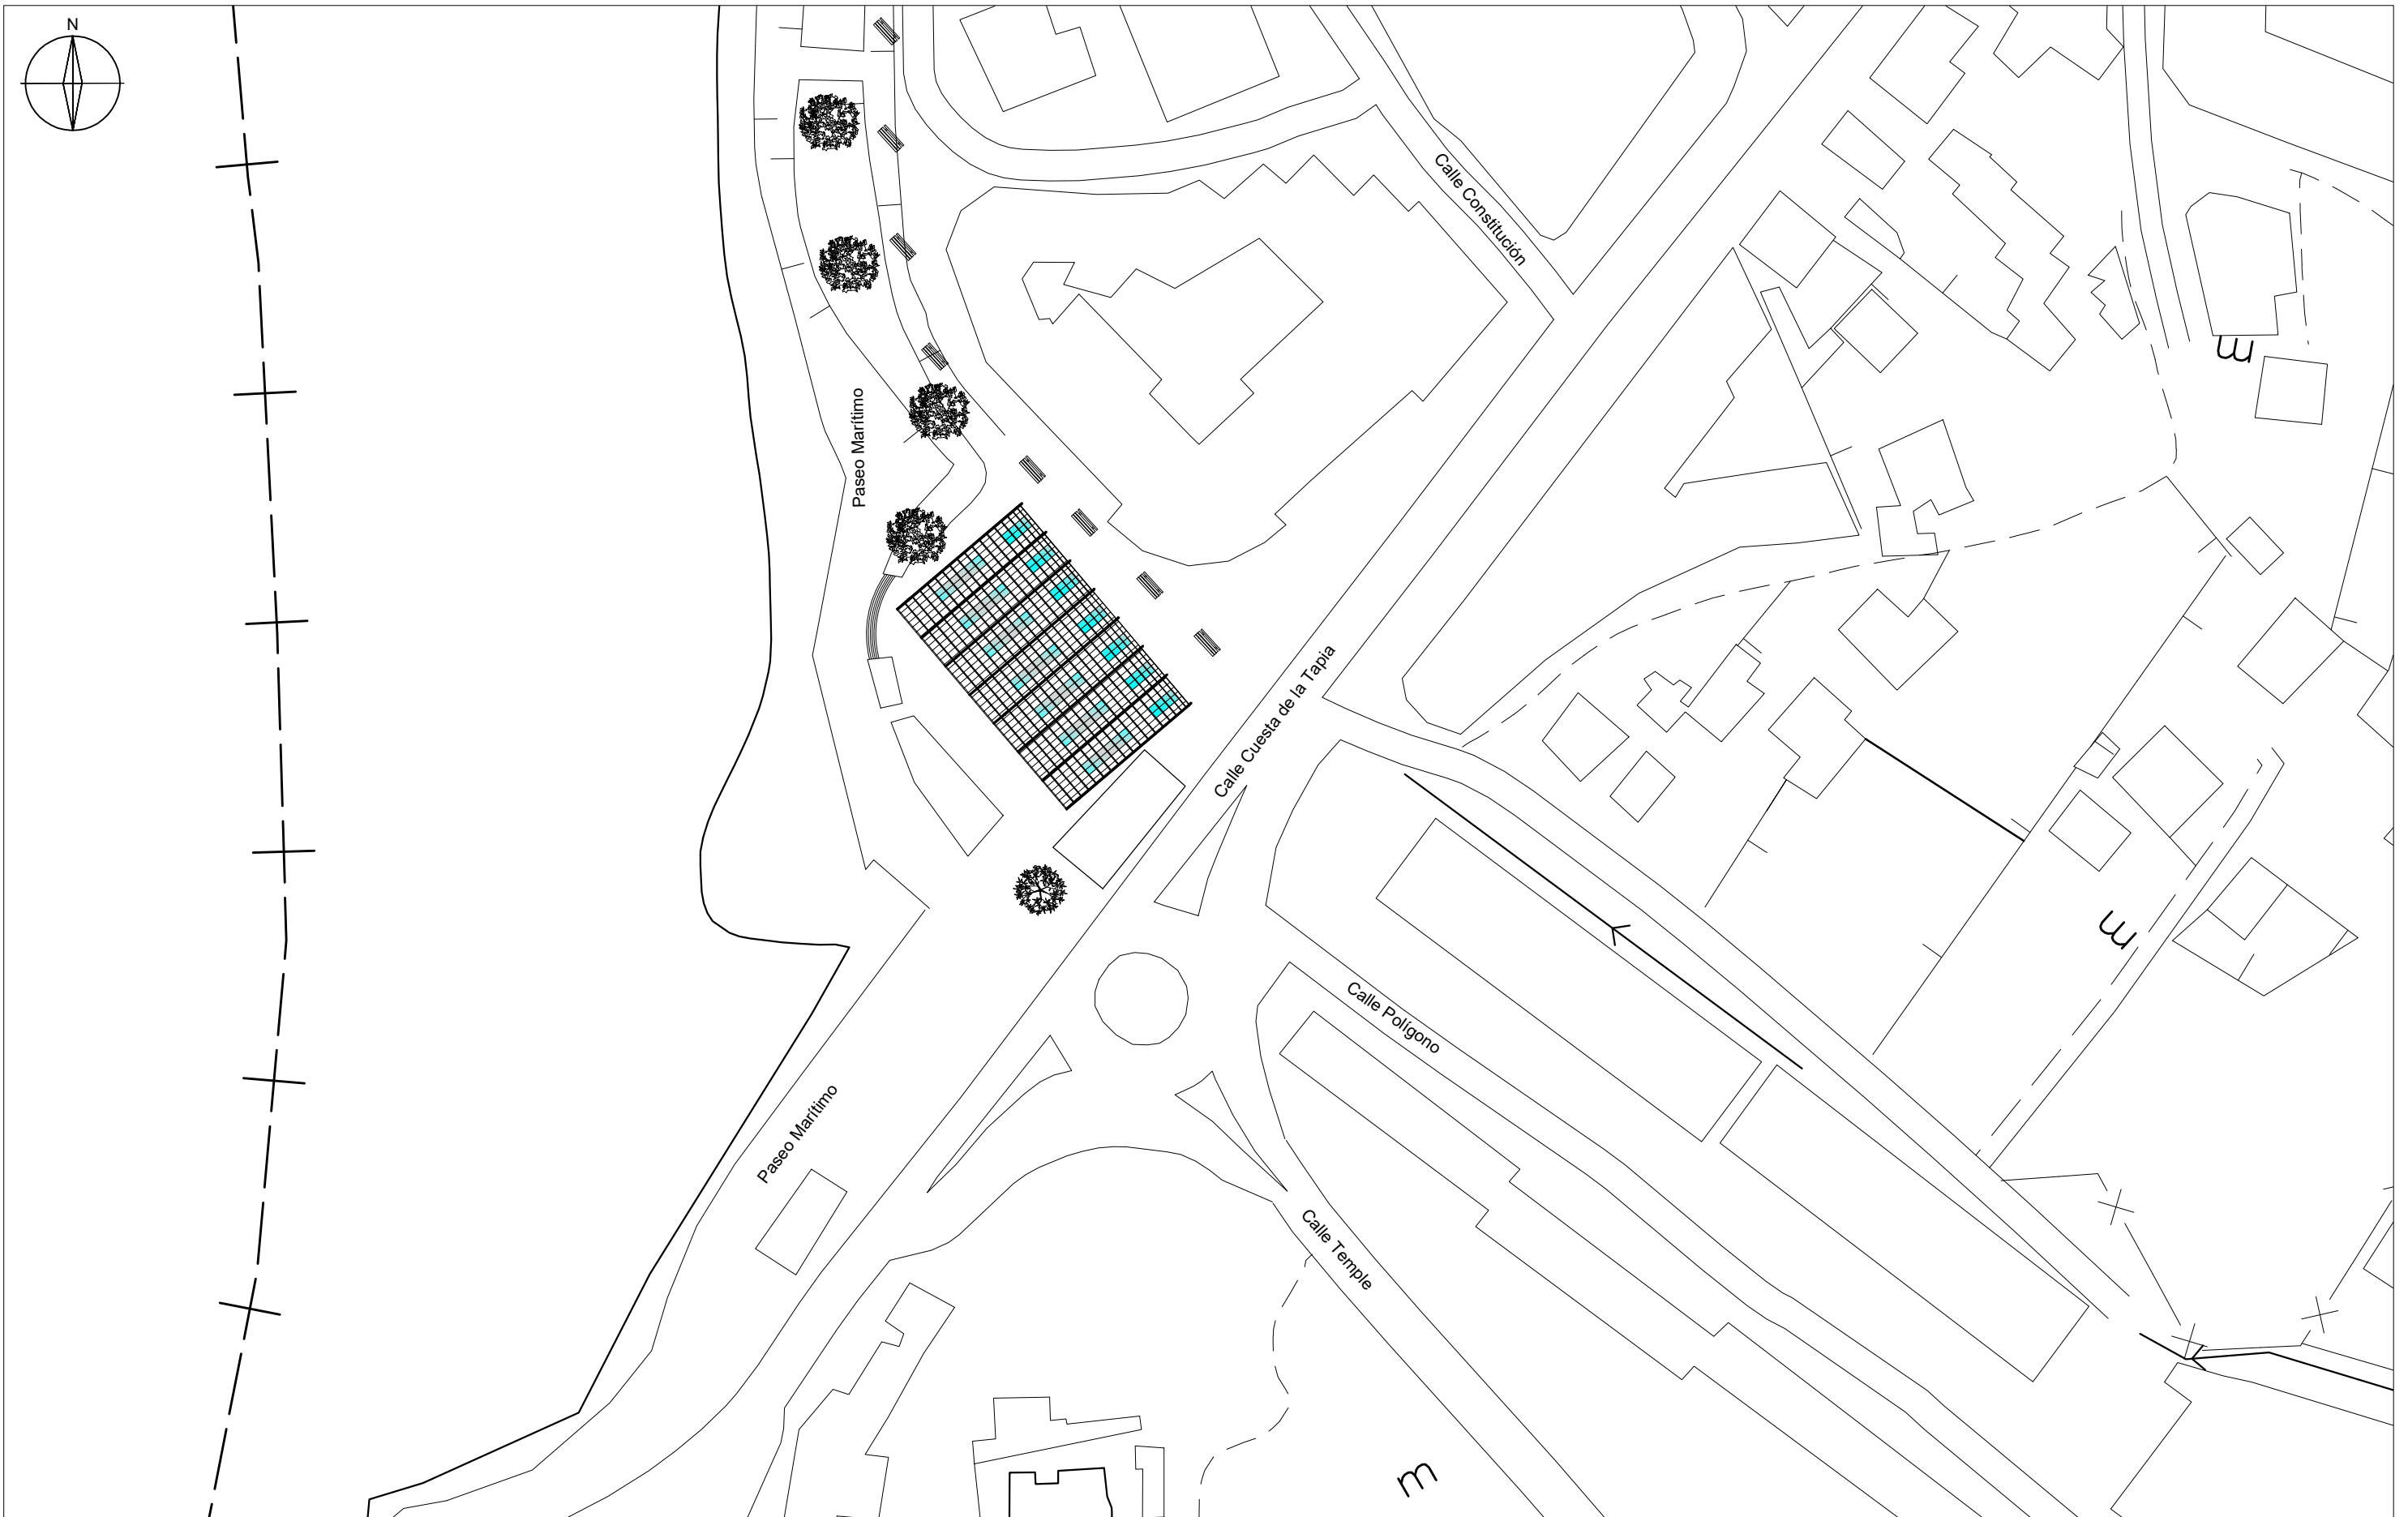 N
Calle Constitución
Paseo Marítimo
Calle Cuesta de la Tapia
Calle Polígono
Paseo Marítimo
Calle Temple